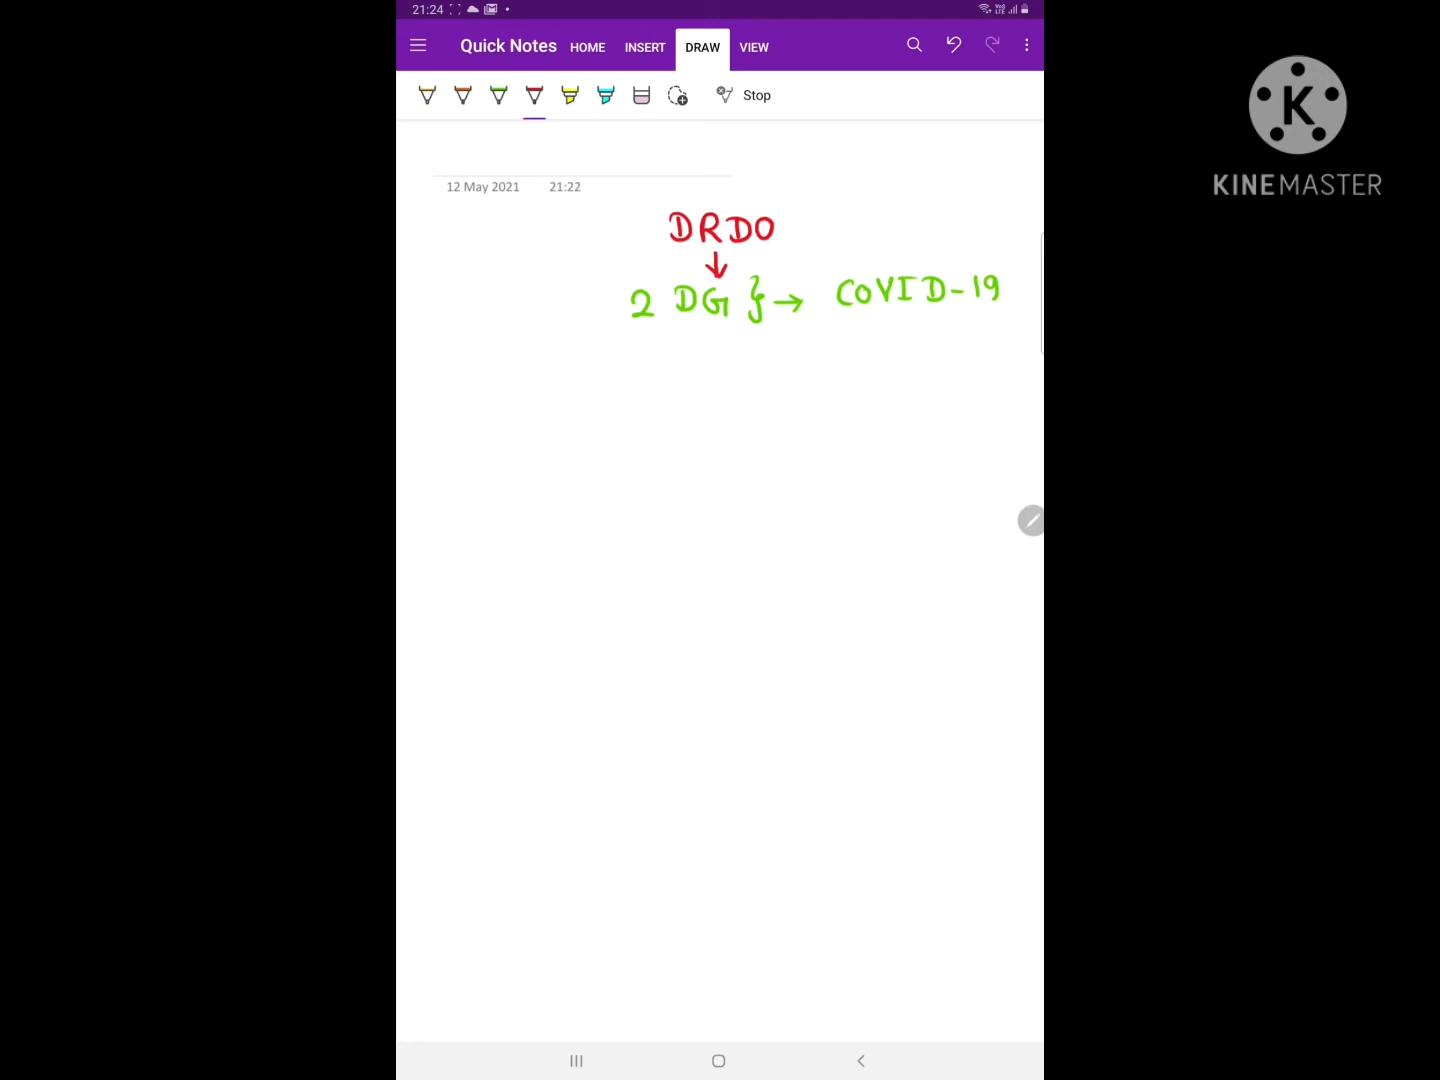 21:24
Quick Notes HOME INSERT DRAW VIEW
Stop
12 May 2021 21:22
DRDO
2 DG } → COVID-19
K
KINEMASTER